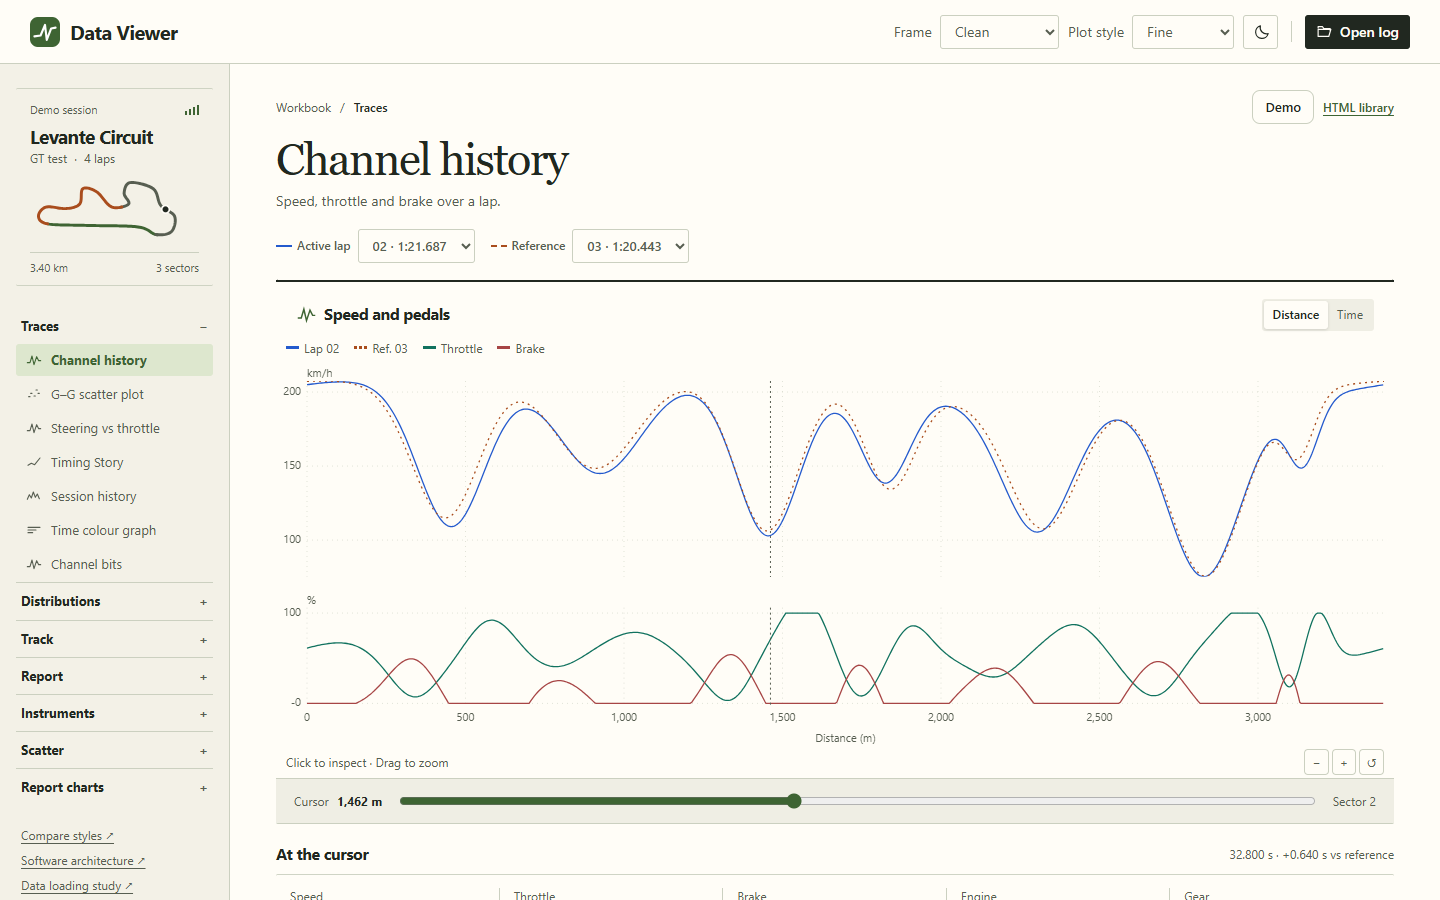 Data Viewer
Frame
Clean
Plot style
Fine
Open log
Demo session
Levante Circuit
GT test · 4 laps
3.40 km
3 sectors
Traces
−
Channel history
G–G scatter plot
Steering vs throttle
Timing Story
Session history
Time colour graph
Channel bits
Distributions
+
Track
+
Report
+
Instruments
+
Scatter
+
Report charts
+
Compare styles ↗
Software architecture ↗
Data loading study ↗
Workbook / Traces
Demo
HTML library
Channel history
Speed, throttle and brake over a lap.
Active lap
02 · 1:21.687
Reference
03 · 1:20.443
Speed and pedals
Distance
Time
Lap 02
Ref. 03
Throttle
Brake
km/h
200
150
100
%
100
-0
0
500
1,000
1,500
2,000
2,500
3,000
Distance (m)
Click to inspect · Drag to zoom
−
+
↺
Cursor 1,462 m
Sector 2
At the cursor
32.800 s · +0.640 s vs reference
Speed
Throttle
Brake
Engine
Gear